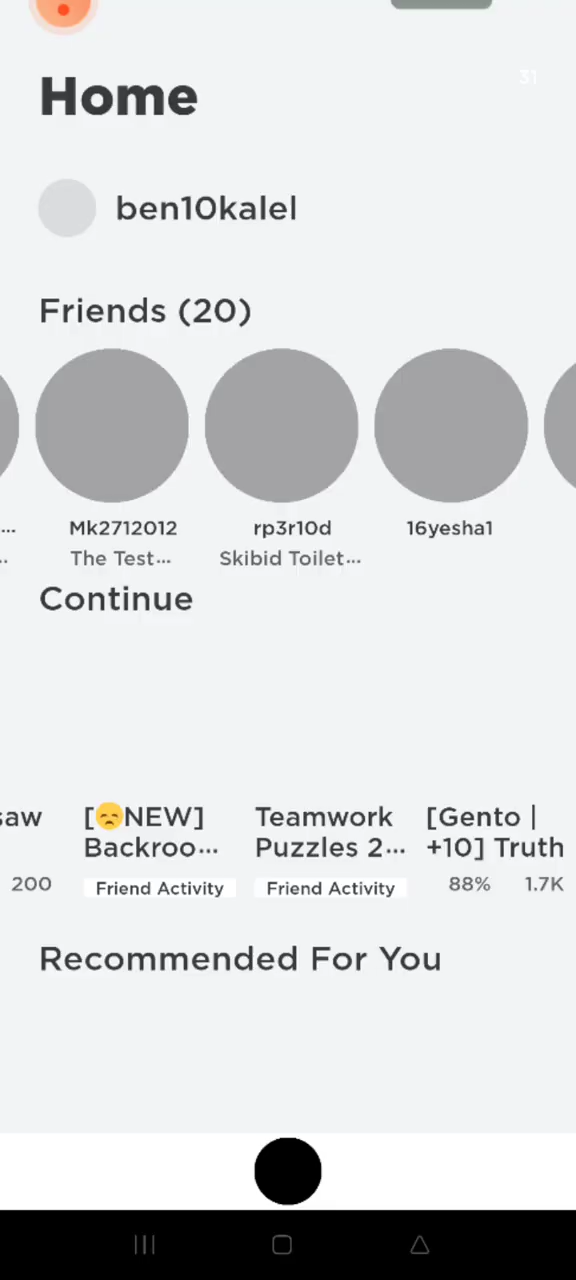 31
Home
ben10kalel
Friends (20)
...
Mk2712012
rp3r10d
16yesha1
..
The Test...
Skibid Toilet...
Continue
saw
[😞NEW]
Backroo...
Teamwork
Puzzles 2...
[Gento |
+10] Truth
200
Friend Activity
Friend Activity
88%
1.7K
Recommended For You